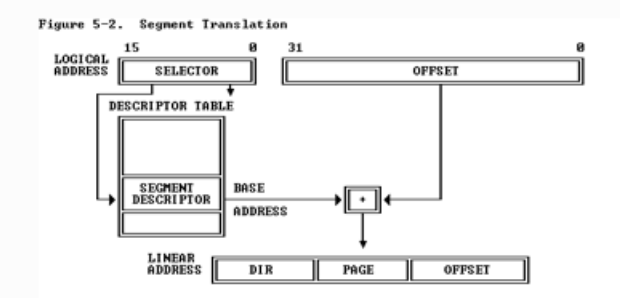 Figure 5-2. Segment Translation
15 0 31 0
LOGICAL
ADDRESS
SELECTOR
OFFSET
DESCRIPTOR TABLE
SEGMENT
DESCRIPTOR
BASE
ADDRESS
+
LINEAR
ADDRESS
DIR PAGE OFFSET